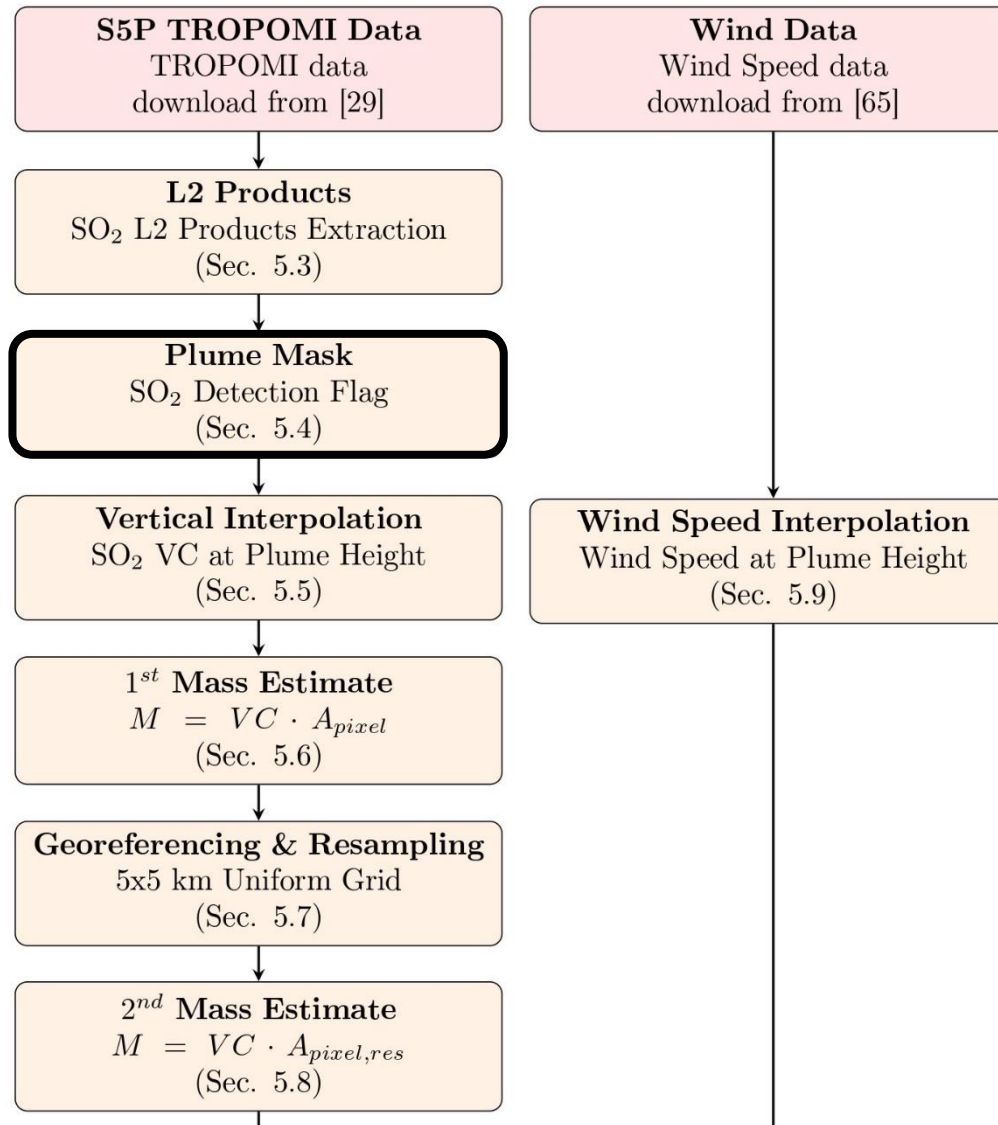 S5P TROPOMI Data
TROPOMI data
download from [29]
Wind Data
Wind Speed data
download from [65]
L2 Products
SO₂ L2 Products Extraction
(Sec. 5.3)
Plume Mask
SO₂ Detection Flag
(Sec. 5.4)
Vertical Interpolation
SO₂ VC at Plume Height
(Sec. 5.5)
Wind Speed Interpolation
Wind Speed at Plume Height
(Sec. 5.9)
1ˢᵗ Mass Estimate
M = VC · A_{pixel}
(Sec. 5.6)
Georeferencing & Resampling
5x5 km Uniform Grid
(Sec. 5.7)
2ⁿᵈ Mass Estimate
M = VC · A_{pixel,res}
(Sec. 5.8)